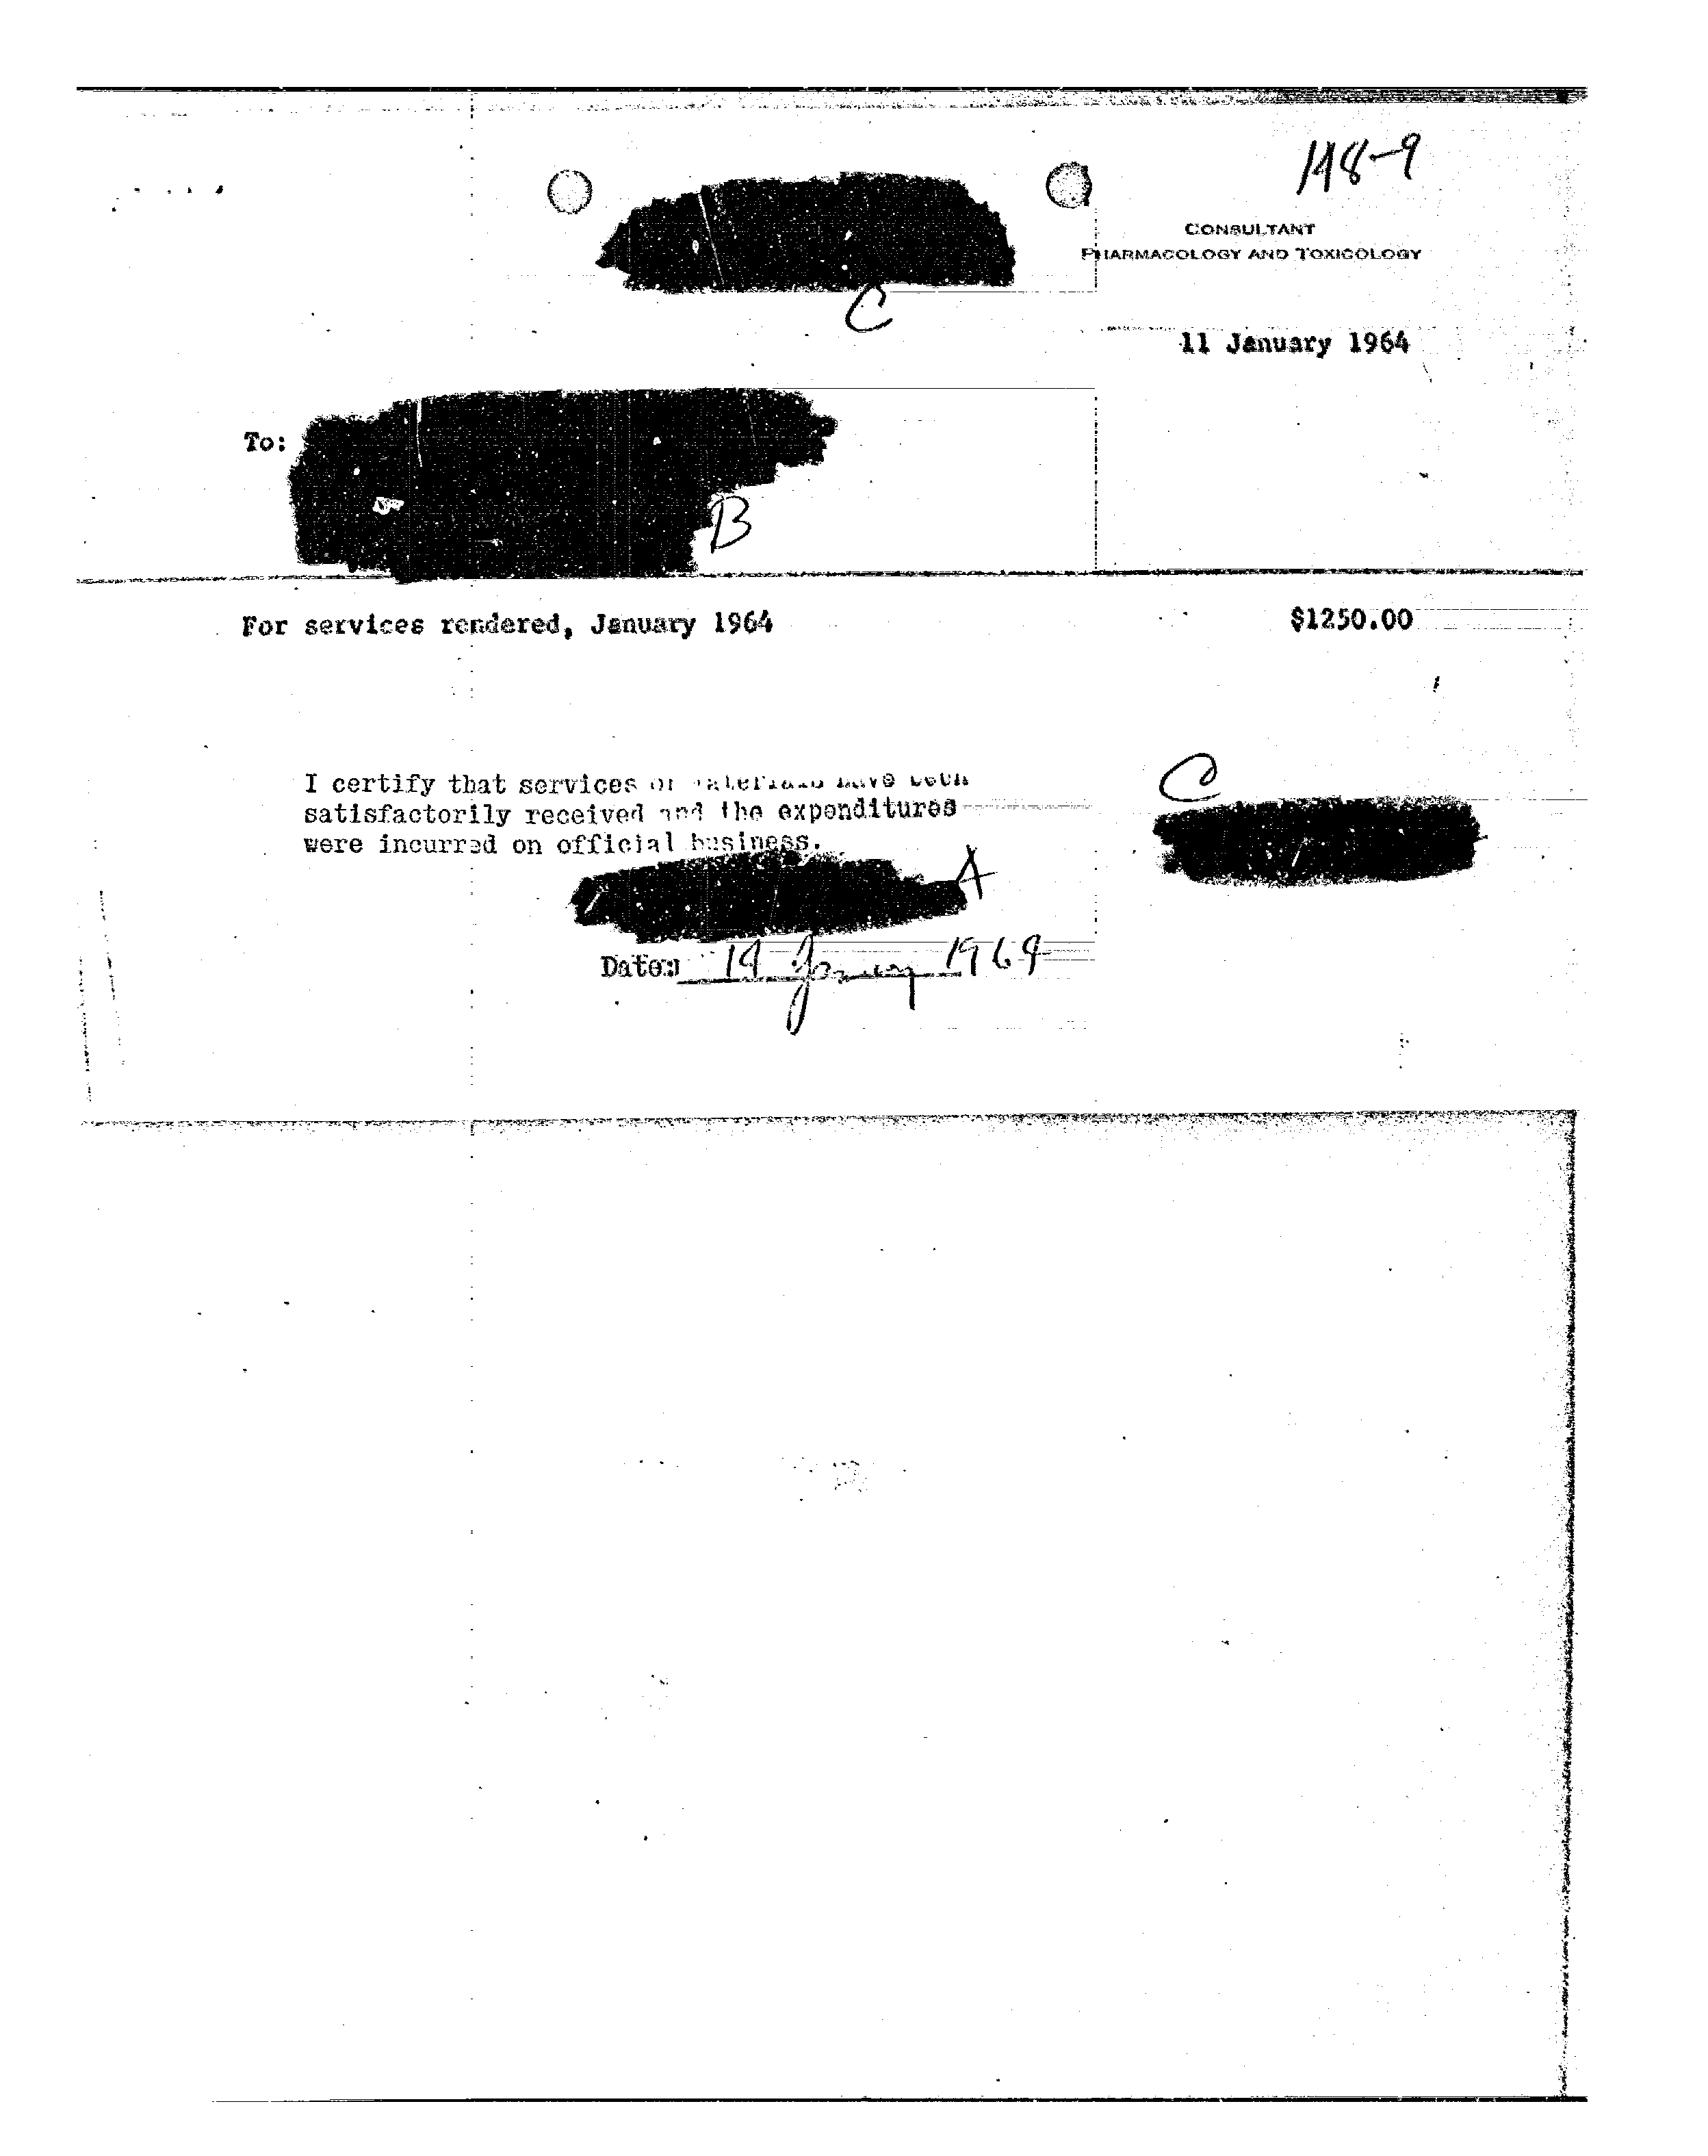 148-9
CONSULTANT
PHARMACOLOGY AND TOXICOLOGY
C
11 January 1964
To:
B
For services rendered, January 1964 $1250.00
I certify that services or materials have been
satisfactorily received and the expenditures
were incurred on official business.
C
A
Date: 19 January 1964